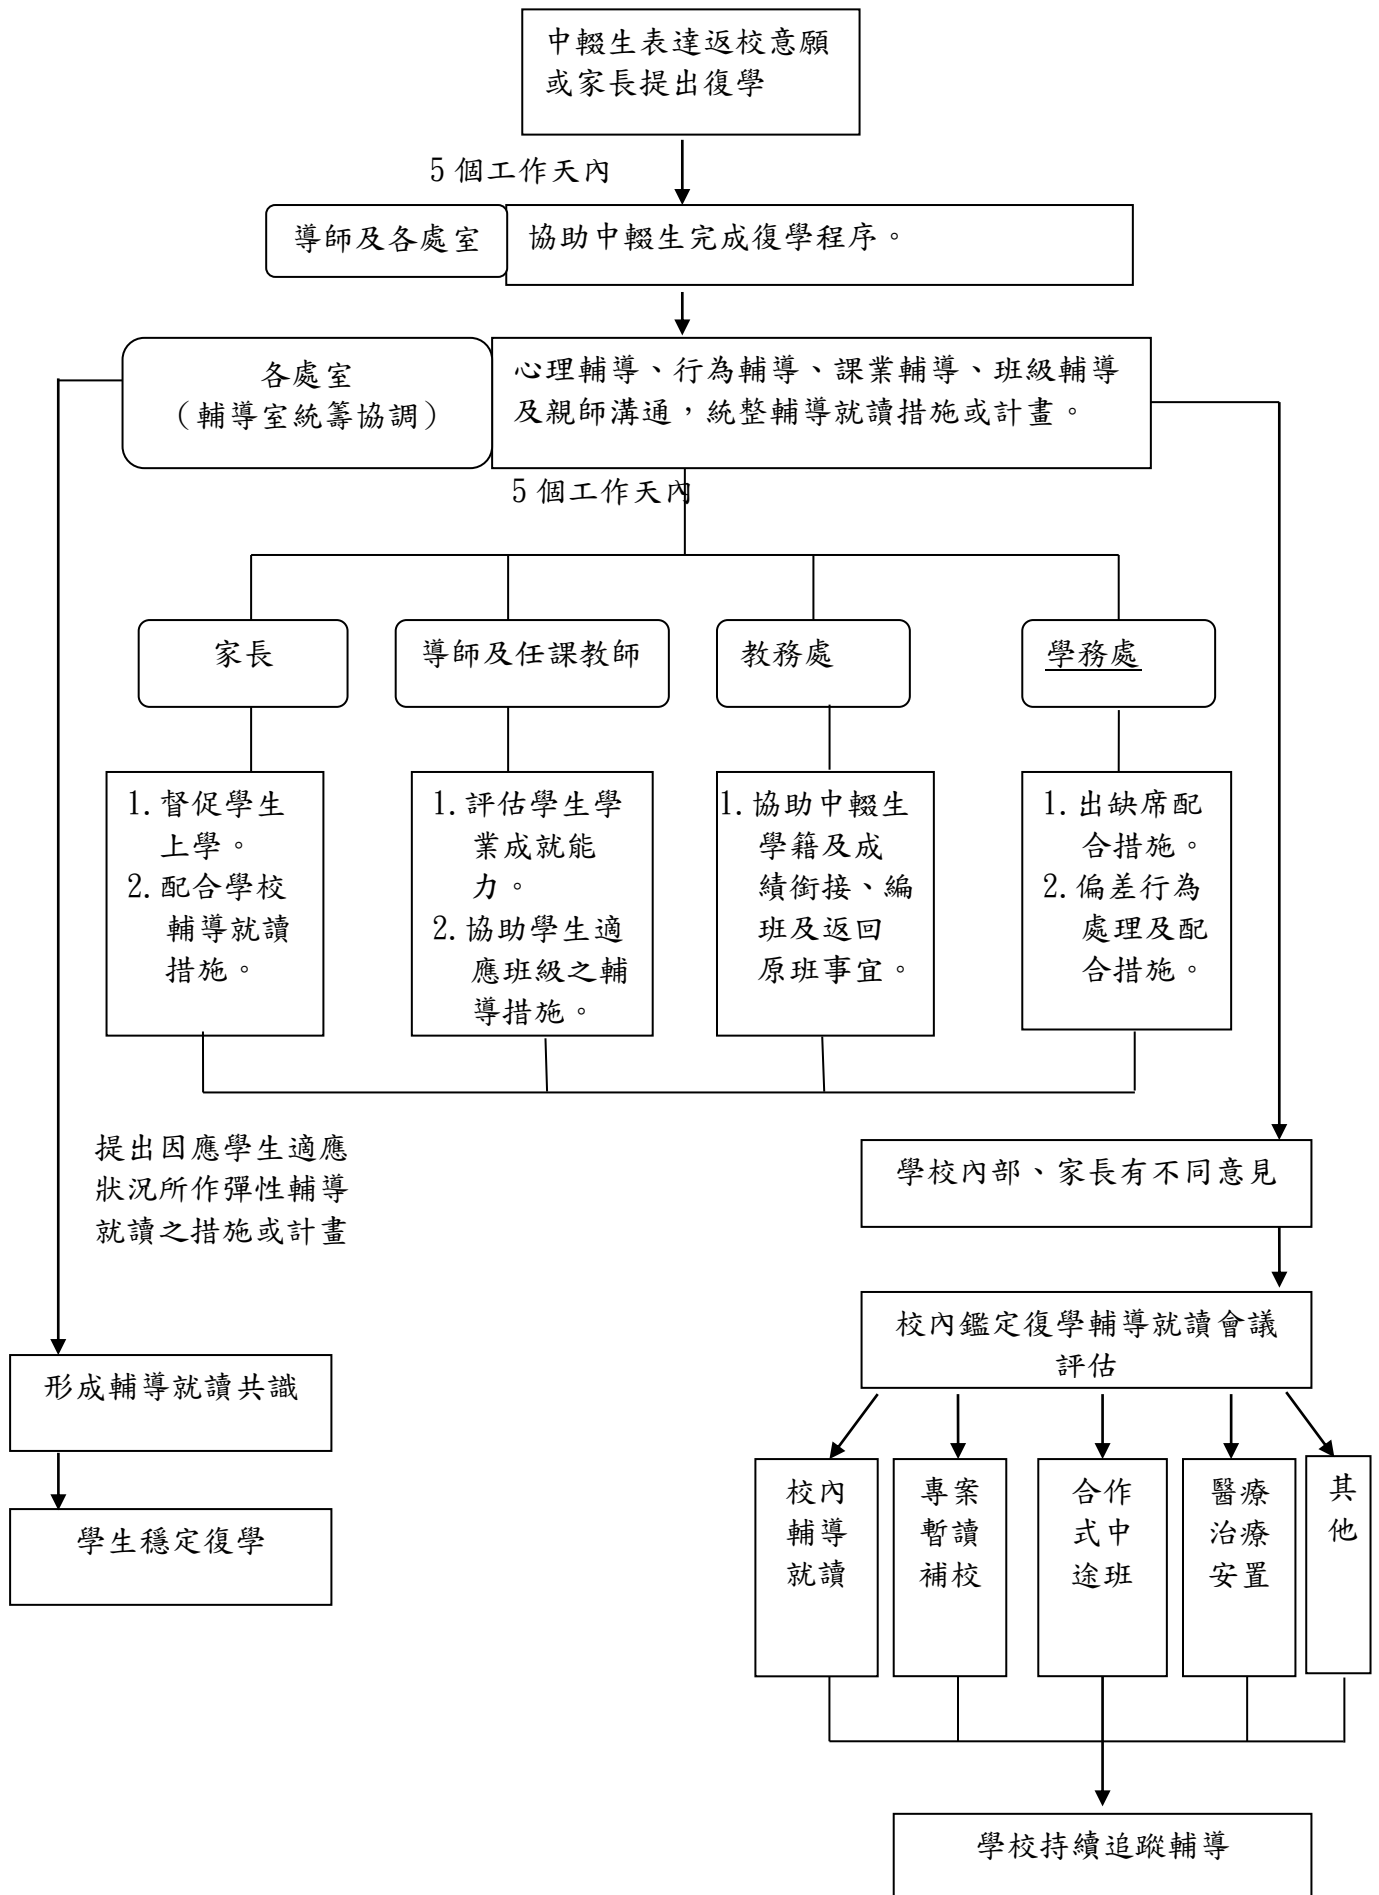 中輟生表達返校意願
或家長提出復學
5 個工作天內
導師及各處室
協助中輟生完成復學程序。
各處室
（輔導室統籌協調）
心理輔導、行為輔導、課業輔導、班級輔導
及親師溝通，統整輔導就讀措施或計畫。
5 個工作天內
家長
導師及任課教師
教務處
學務處
1. 督促學生
上學。
2. 配合學校
輔導就讀
措施。
1. 評估學生學
業成就能
力。
2. 協助學生適
應班級之輔
導措施。
1. 協助中輟生
學籍及成
績銜接、編
班及返回
原班事宜。
1. 出缺席配
合措施。
2. 偏差行為
處理及配
合措施。
提出因應學生適應
狀況所作彈性輔導
就讀之措施或計畫
學校內部、家長有不同意見
校內鑑定復學輔導就讀會議
評估
形成輔導就讀共識
學生穩定復學
校內
輔導
就讀
專案
暫讀
補校
合作
式中
途班
醫療
治療
安置
其
他
學校持續追蹤輔導